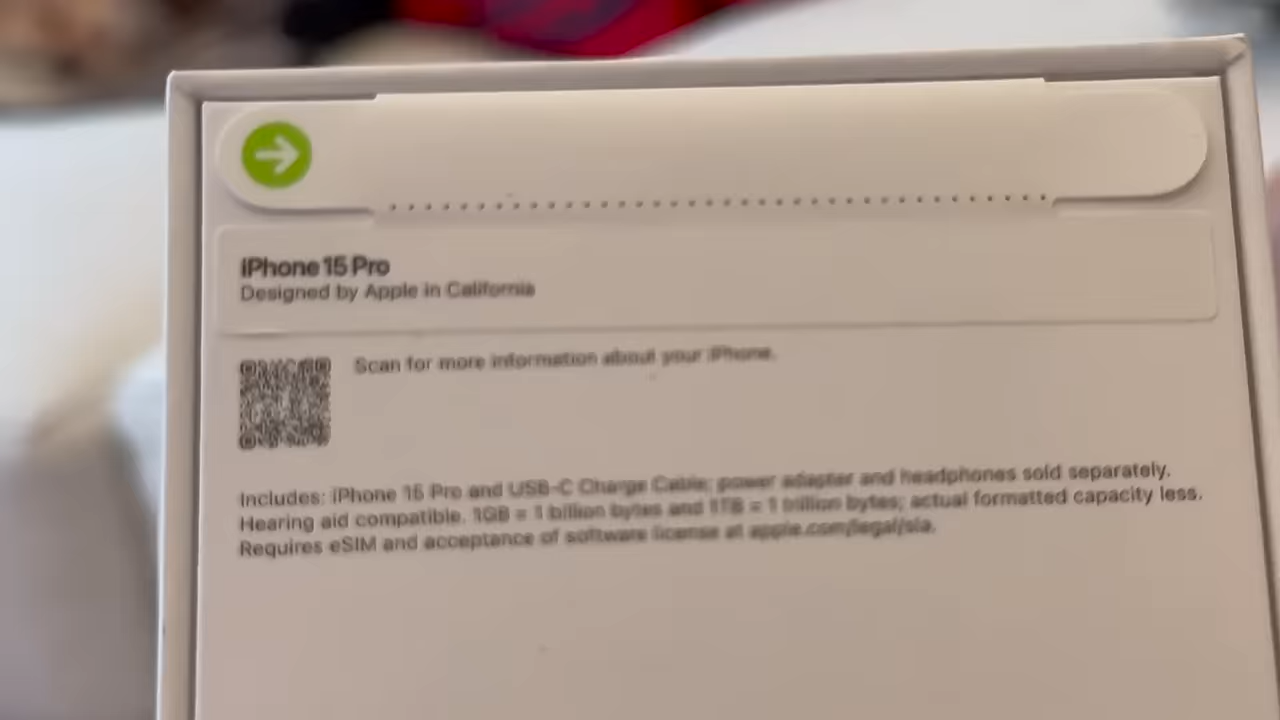 iPhone 15 Pro
Designed by Apple in California
Scan for more information about your iPhone.
Includes: iPhone 15 Pro and USB-C Charge Cable; power adapter and headphones sold separately.
Hearing aid compatible. 1GB = 1 billion bytes and 1TB = 1 trillion bytes; actual formatted capacity less.
Requires eSIM and acceptance of software license at apple.com/legal/sla.